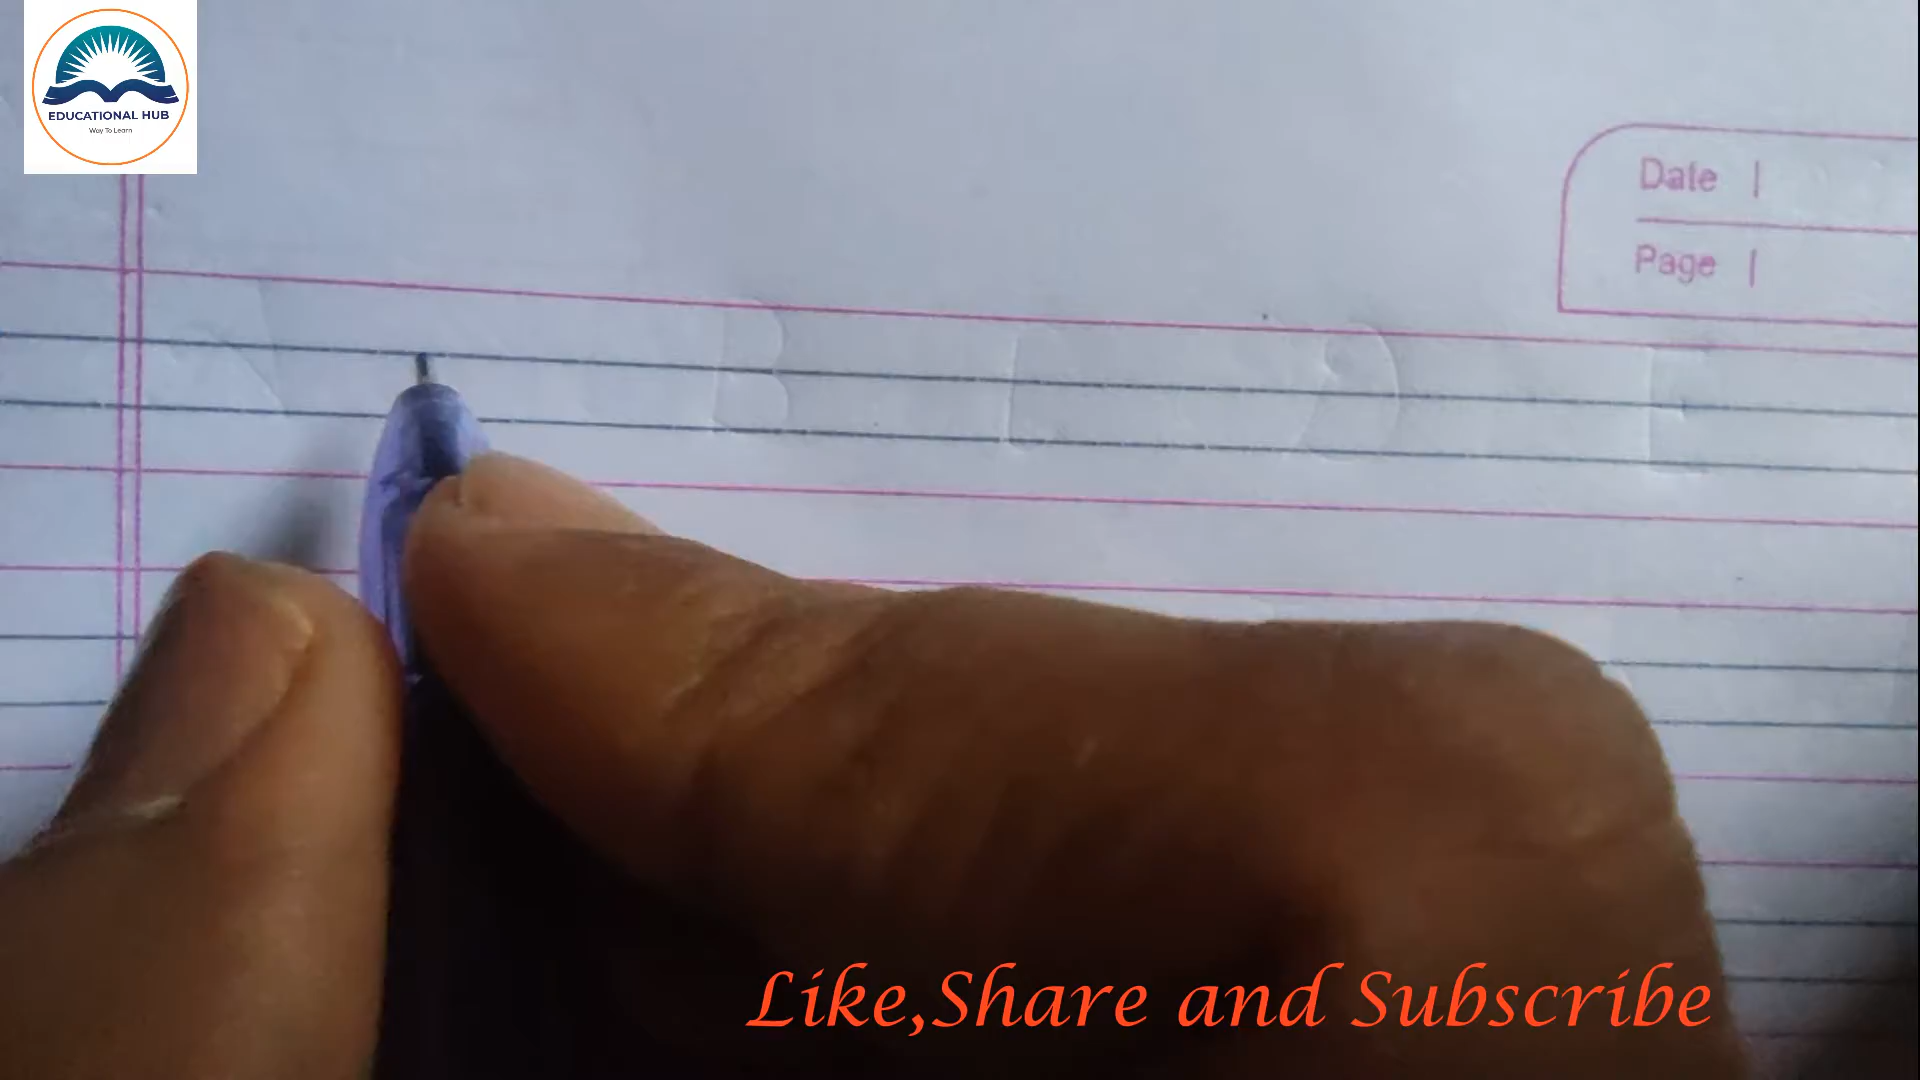 EDUCATIONAL HUB
Way To Learn
Date
Page
Like,Share and Subscribe